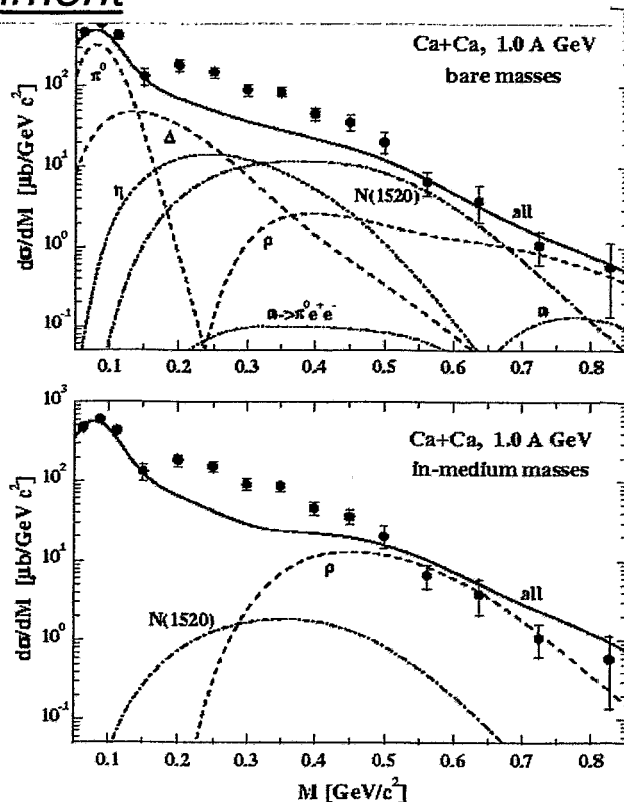 10²
10¹
10⁰
10⁻¹
dσ/dM [μb/GeV c²]
Ca+Ca, 1.0 A GeV
bare masses
π⁰
Δ
η
N(1520)
all
ρ
ω->π⁰e⁺e⁻
ω
0.1 0.2 0.3 0.4 0.5 0.6 0.7 0.8
10³
10²
10¹
10⁰
10⁻¹
dσ/dM [μb/GeV c²]
Ca+Ca, 1.0 A GeV
in-medium masses
ρ
all
N(1520)
0.1 0.2 0.3 0.4 0.5 0.6 0.7 0.8
M [GeV/c²]